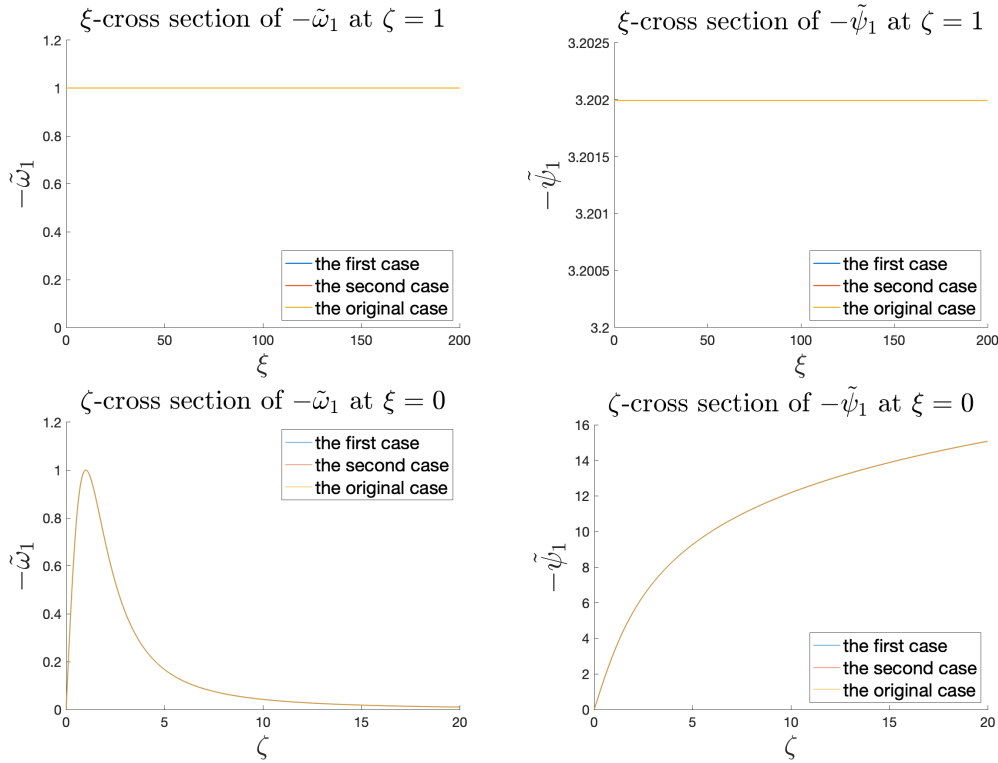 ξ-cross section of −ω̃₁ at ζ = 1
1.2
1
0.8
0.6
0.4
0.2
0
−ω̃₁
the first case
the second case
the original case
0 50 100 150 200
ξ
ξ-cross section of −ψ̃₁ at ζ = 1
3.2025
3.202
3.2015
3.201
3.2005
3.2
−ψ̃₁
the first case
the second case
the original case
0 50 100 150 200
ξ
ζ-cross section of −ω̃₁ at ξ = 0
1.2
1
0.8
0.6
0.4
0.2
0
−ω̃₁
the first case
the second case
the original case
0 5 10 15 20
ζ
ζ-cross section of −ψ̃₁ at ξ = 0
16
14
12
10
8
6
4
2
0
−ψ̃₁
the first case
the second case
the original case
0 5 10 15 20
ζ